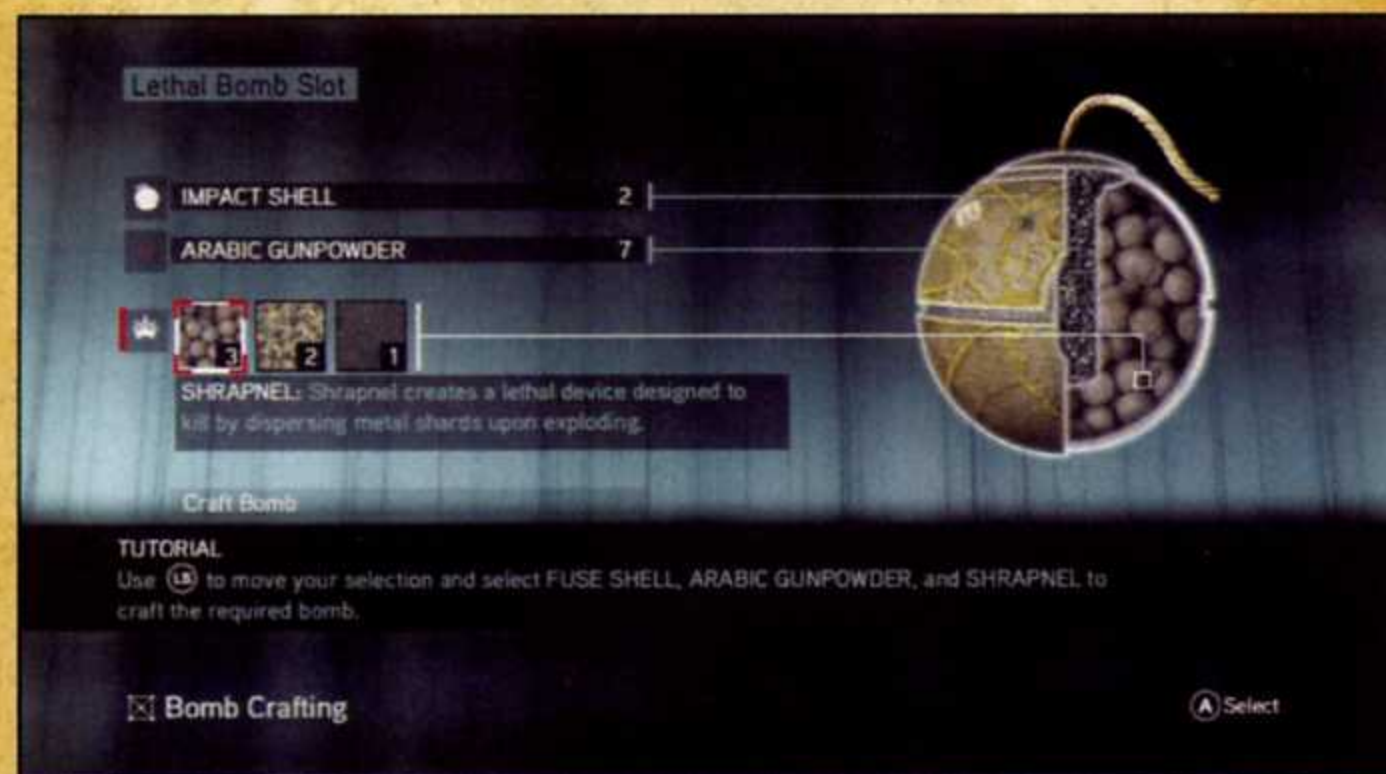 Lethal Bomb Slot
IMPACT SHELL 2
ARABIC GUNPOWDER 7
3 2 1
SHRAPNEL: Shrapnel creates a lethal device designed to
kill by dispersing metal shards upon exploding.
Craft Bomb
TUTORIAL
Use LS to move your selection and select FUSE SHELL, ARABIC GUNPOWDER, and SHRAPNEL to
craft the required bomb.
Bomb Crafting
A Select